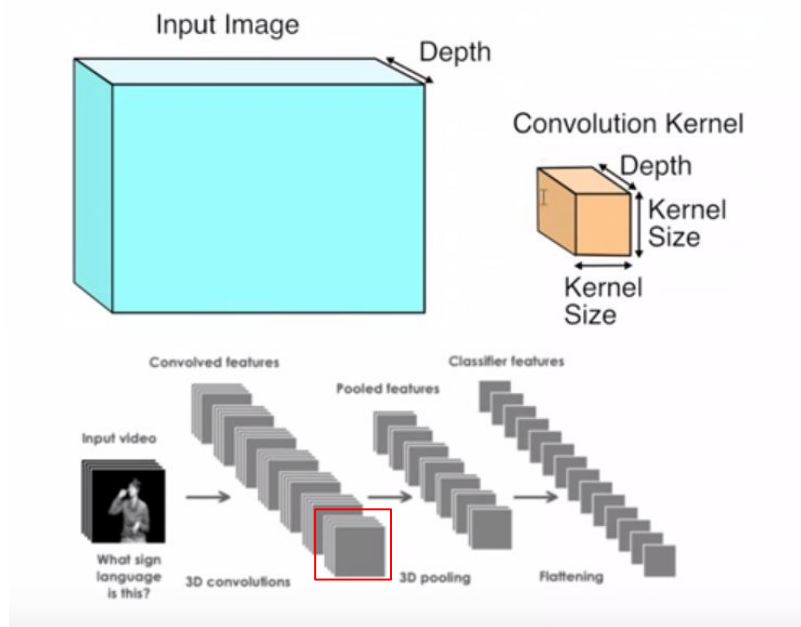 Input Image
Depth
Convolution Kernel
Depth
Kernel
Size
Kernel
Size
Convolved features
Classifier features
Pooled features
Input video
What sign
language
is this?
3D convolutions
3D pooling
Flattening